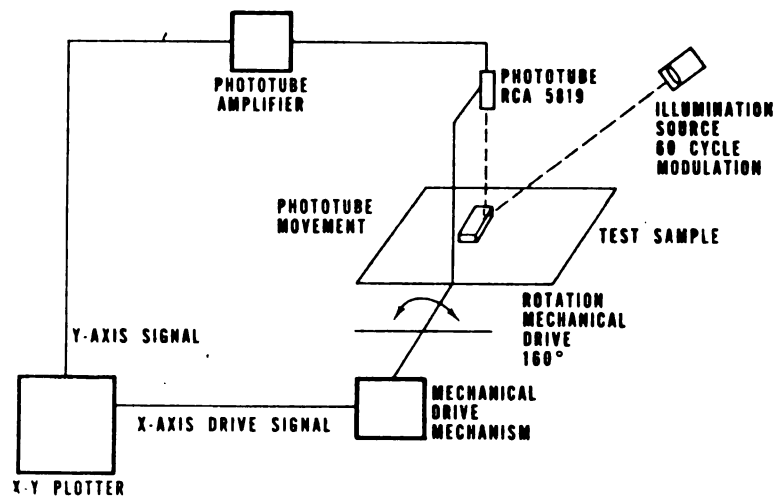 PHOTOTUBE
AMPLIFIER
PHOTOTUBE
RCA 5819
ILLUMINATION
SOURCE
60 CYCLE
MODULATION
PHOTOTUBE
MOVEMENT
TEST SAMPLE
ROTATION
MECHANICAL
DRIVE
160°
Y-AXIS SIGNAL
X-AXIS DRIVE SIGNAL
MECHANICAL
DRIVE
MECHANISM
X-Y PLOTTER